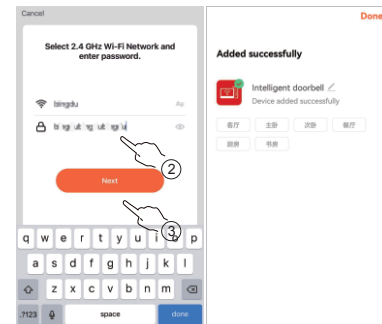 Cancel
Select 2.4 GHz Wi-Fi Network and
enter password.
bingdu
②
Next
③
q w e r t y u i o p
a s d f g h j k l
z x c v b n m
.?123 space done
Done
Added successfully
Intelligent doorbell
Device added successfully
客厅 主卧 次卧 餐厅
厨房 书房